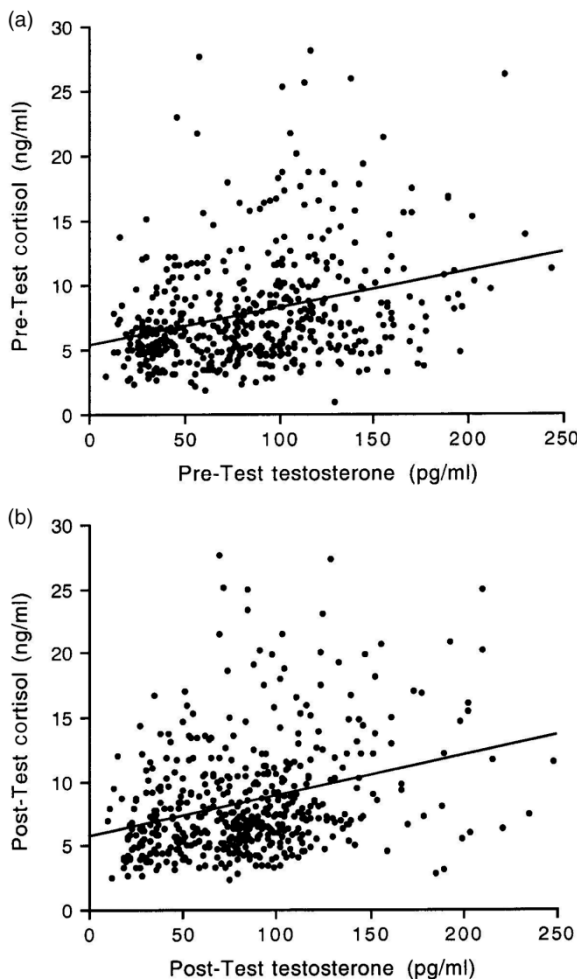 (a)
30
25
20
15
10
5
0
Pre-Test cortisol (ng/ml)
0 50 100 150 200 250
Pre-Test testosterone (pg/ml)
(b)
30
25
20
15
10
5
0
Post-Test cortisol (ng/ml)
0 50 100 150 200 250
Post-Test testosterone (pg/ml)